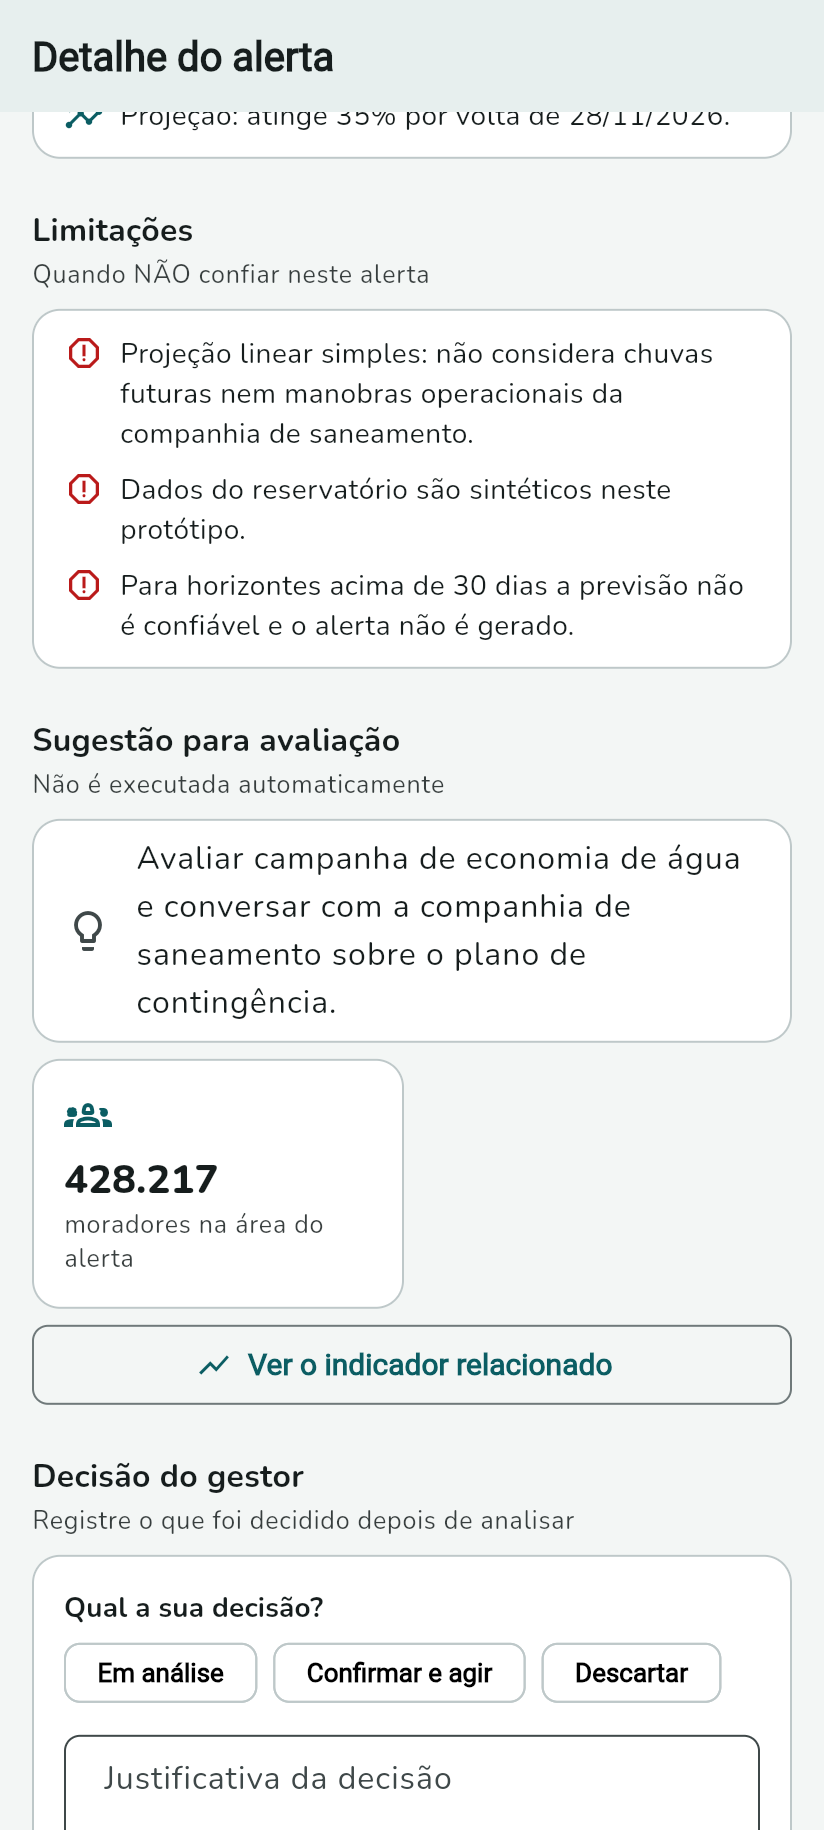 Detalhe do alerta
Projeção: atinge 35% por volta de 28/11/2026.
Limitações
Quando NÃO confiar neste alerta
Projeção linear simples: não considera chuvas
futuras nem manobras operacionais da
companhia de saneamento.
Dados do reservatório são sintéticos neste
protótipo.
Para horizontes acima de 30 dias a previsão não
é confiável e o alerta não é gerado.
Sugestão para avaliação
Não é executada automaticamente
Avaliar campanha de economia de água
e conversar com a companhia de
saneamento sobre o plano de
contingência.
428.217
moradores na área do
alerta
Ver o indicador relacionado
Decisão do gestor
Registre o que foi decidido depois de analisar
Qual a sua decisão?
Em análise Confirmar e agir Descartar
Justificativa da decisão